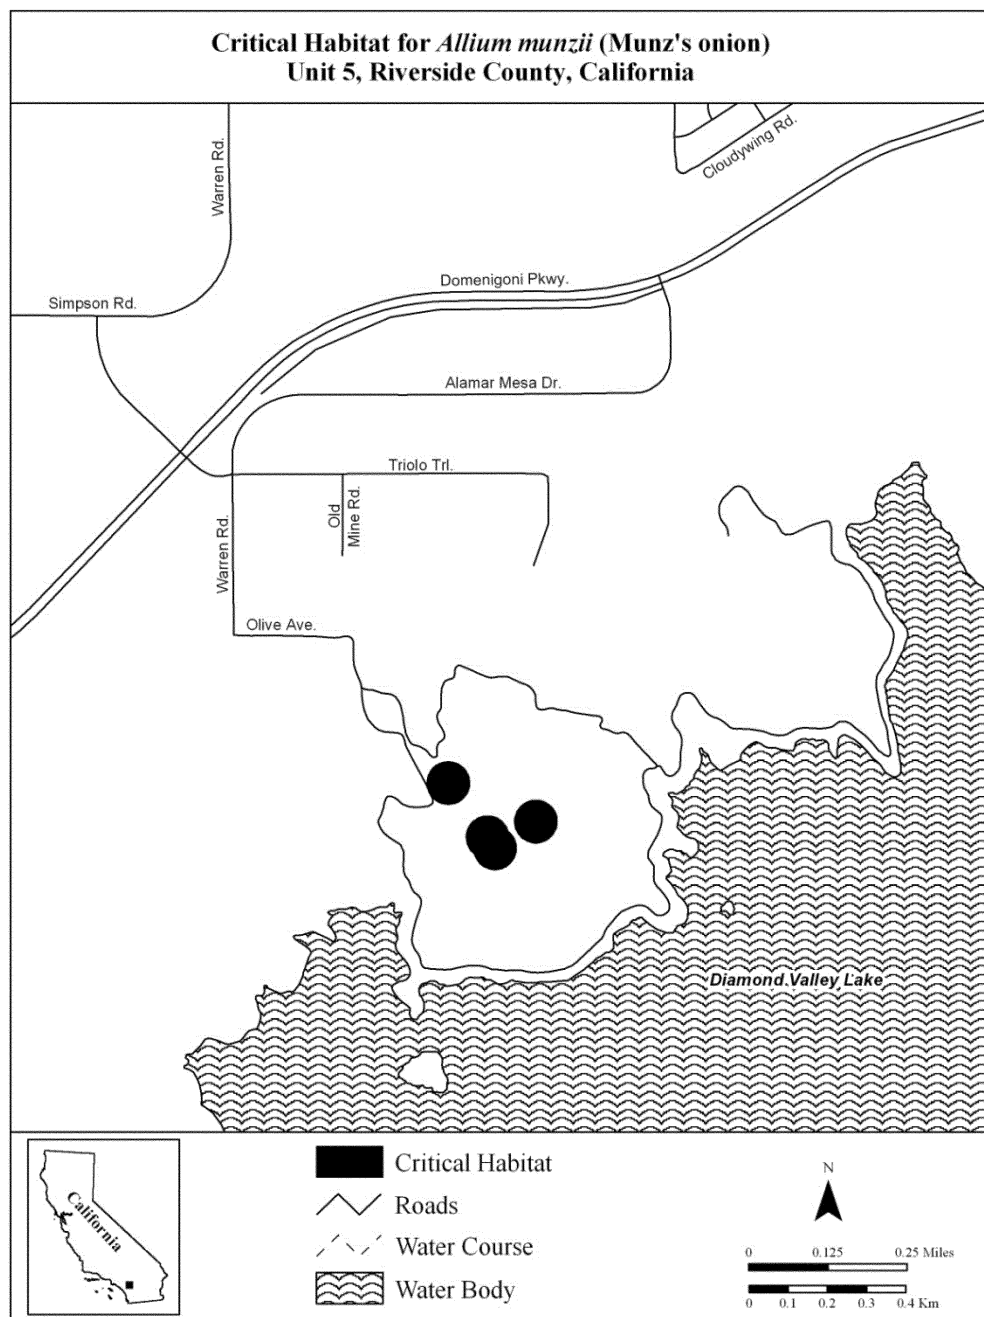 Critical Habitat for Allium munzii (Munz's onion)
Unit 5, Riverside County, California
Warren Rd.
Cloudywing Rd.
Simpson Rd.
Domenigoni Pkwy.
Alamar Mesa Dr.
Triolo Trl.
Old
Mine Rd.
Warren Rd.
Olive Ave.
Diamond Valley Lake
California
Critical Habitat
Roads
Water Course
Water Body
N
0 0.125 0.25 Miles
0 0.1 0.2 0.3 0.4 Km